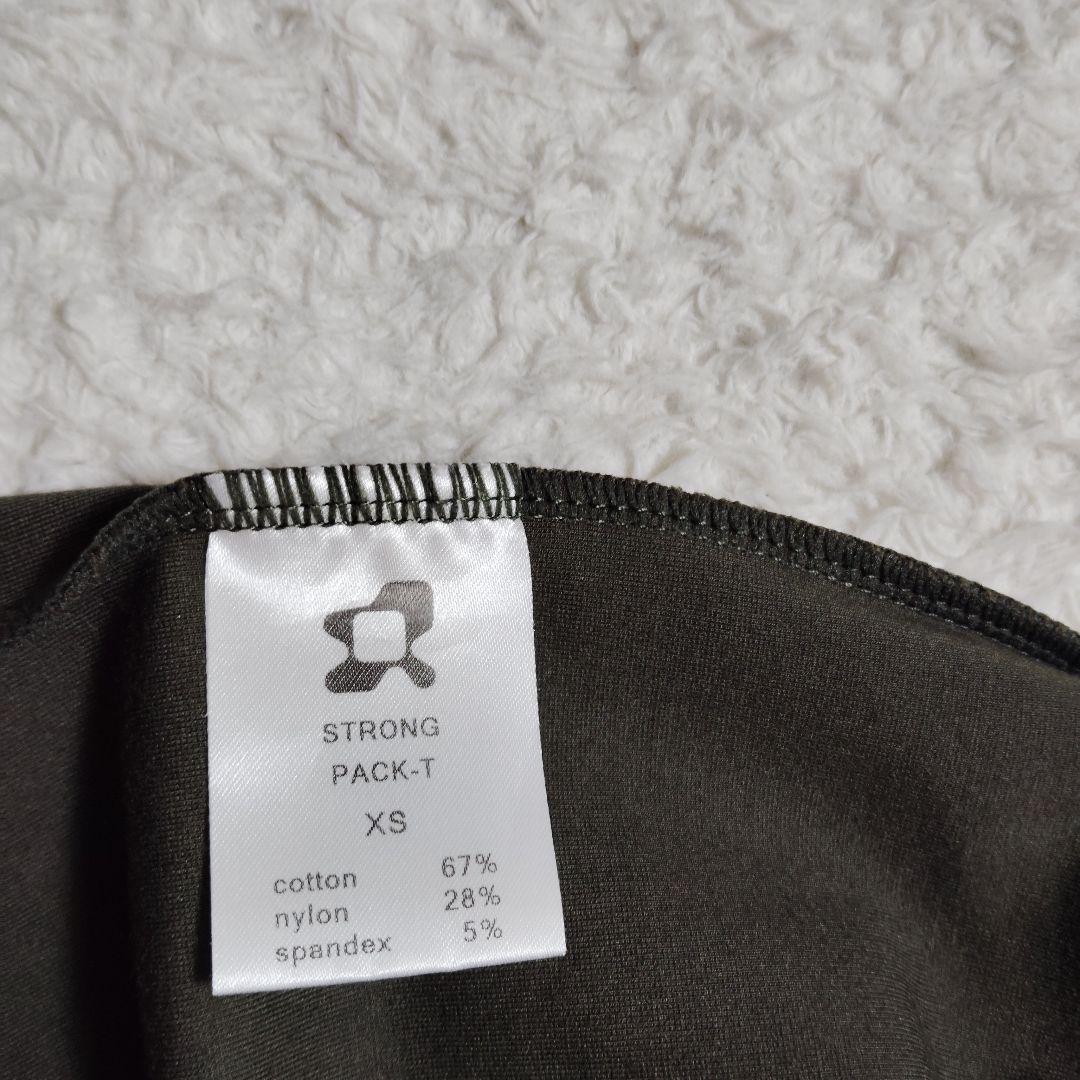 STRONG
PACK-T
XS
cotton 67%
nylon 28%
spandex 5%